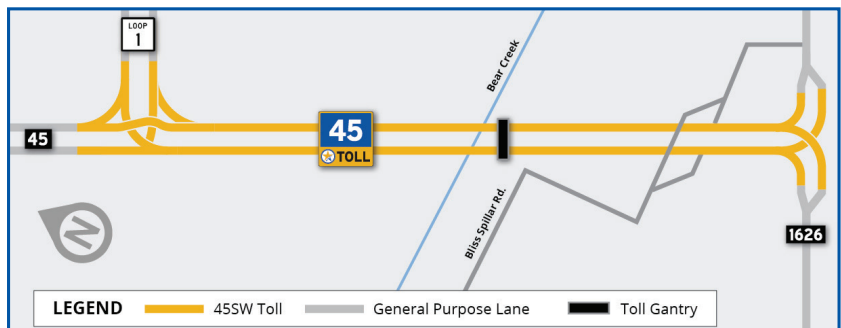 LOOP
1
Bear Creek
45
45
TOLL
Bliss Spillar Rd.
N
1626
LEGEND 45SW Toll General Purpose Lane Toll Gantry